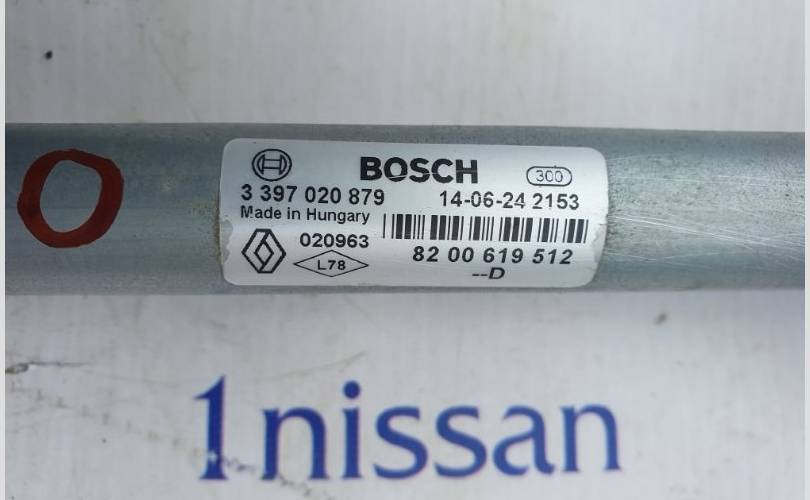 O
BOSCH 300
3 397 020 879 14-06-24 2153
Made in Hungary
020963
L78
82 00 619 512
--D
1nissan